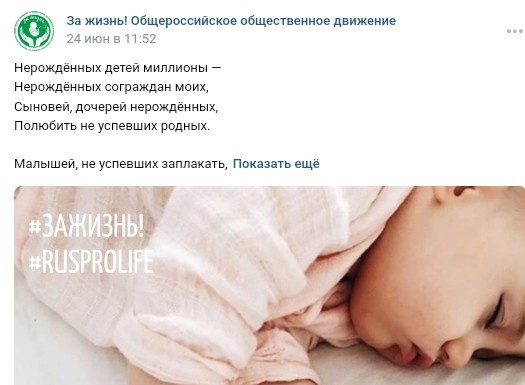 За жизнь! Общероссийское общественное движение
24 июн в 11:52
Нерождённых детей миллионы —
Нерождённых сограждан моих,
Сыновей, дочерей нерождённых,
Полюбить не успевших родных.
Малышей, не успевших заплакать, Показать ещё
#ЗАЖИЗНЬ!
#RUSPROLIFE